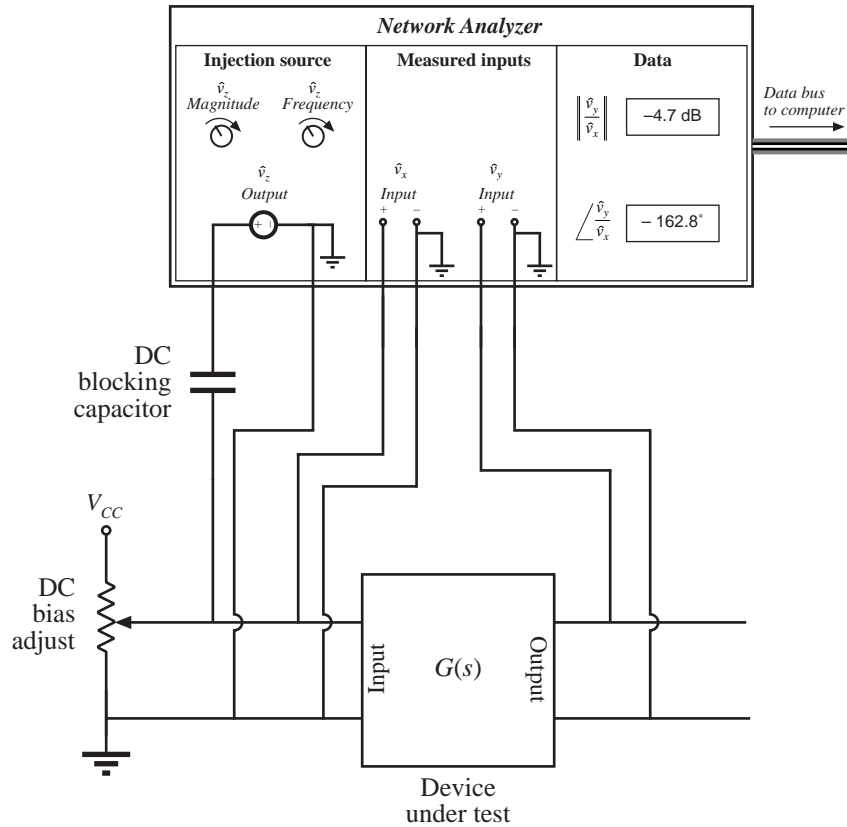 Network Analyzer
Injection source
Measured inputs
Data
v̂z
Magnitude
v̂z
Frequency
v̂z
Output
+ –
v̂x
Input
+ –
v̂y
Input
+ –
‖v̂y/v̂x‖
–4.7 dB
∠v̂y/v̂x
– 162.8˚
Data bus
to computer
DC
blocking
capacitor
VCC
DC
bias
adjust
Input
G(s)
Output
Device
under test